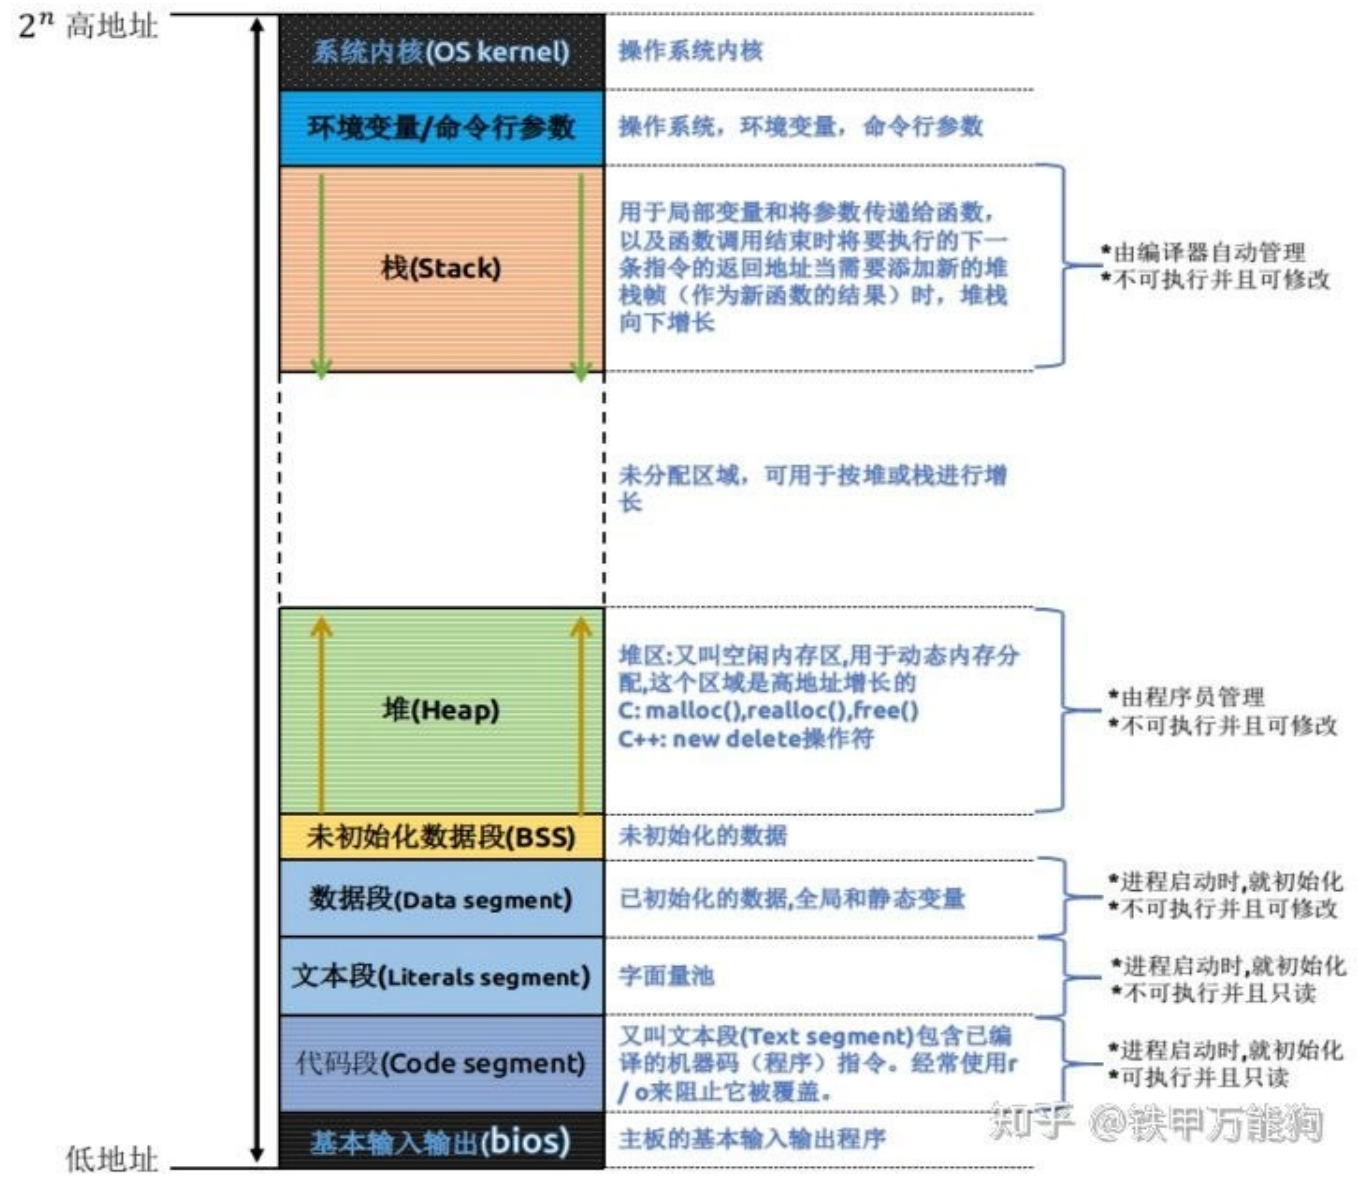 2ⁿ 高地址
系统内核(OS kernel)
操作系统内核
环境变量/命令行参数
操作系统，环境变量，命令行参数
栈(Stack)
用于局部变量和将参数传递给函数，
以及函数调用结束时将要执行的下一
条指令的返回地址当需要添加新的堆
栈帧（作为新函数的结果）时，堆栈
向下增长
*由编译器自动管理
*不可执行并且可修改
未分配区域，可用于按堆或栈进行增
长
堆(Heap)
堆区:又叫空闲内存区,用于动态内存分
配,这个区域是高地址增长的
C: malloc(),realloc(),free()
C++: new delete操作符
*由程序员管理
*不可执行并且可修改
未初始化数据段(BSS)
未初始化的数据
数据段(Data segment)
已初始化的数据,全局和静态变量
*进程启动时,就初始化
*不可执行并且可修改
文本段(Literals segment)
字面量池
*进程启动时,就初始化
*不可执行并且只读
代码段(Code segment)
又叫文本段(Text segment)包含已编
译的机器码（程序）指令。经常使用r
/ o来阻止它被覆盖。
*进程启动时,就初始化
*可执行并且只读
知乎 @铁甲万能狗
低地址
基本输入输出(bios)
主板的基本输入输出程序